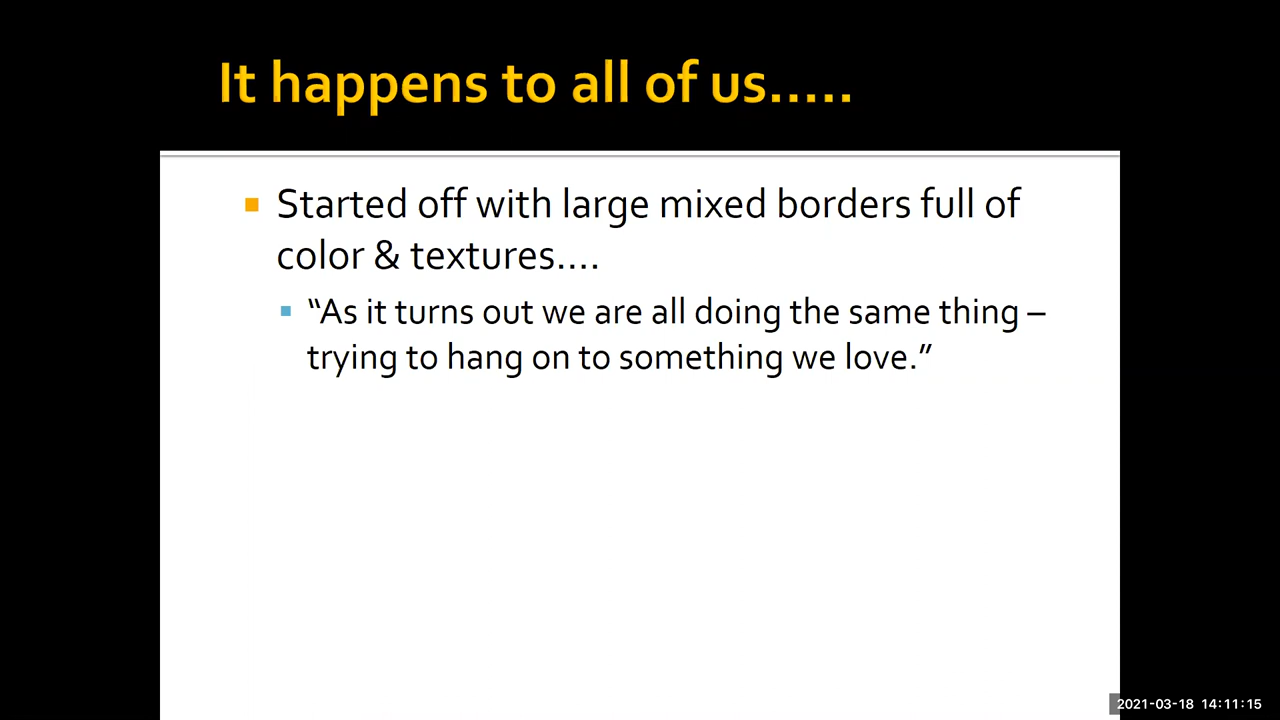 It happens to all of us.....
Started off with large mixed borders full of
color & textures....
“As it turns out we are all doing the same thing –
trying to hang on to something we love.”
2021-03-18 14:11:15